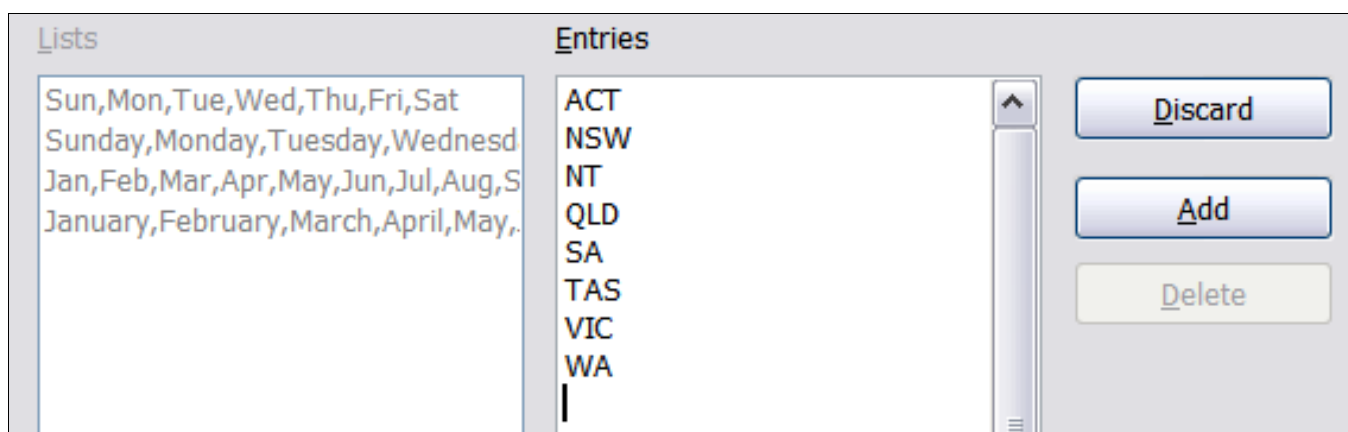 Lists
Entries
Sun,Mon,Tue,Wed,Thu,Fri,Sat
Sunday,Monday,Tuesday,Wednesd
Jan,Feb,Mar,Apr,May,Jun,Jul,Aug,S
January,February,March,April,May,.
ACT
NSW
NT
QLD
SA
TAS
VIC
WA
Discard
Add
Delete